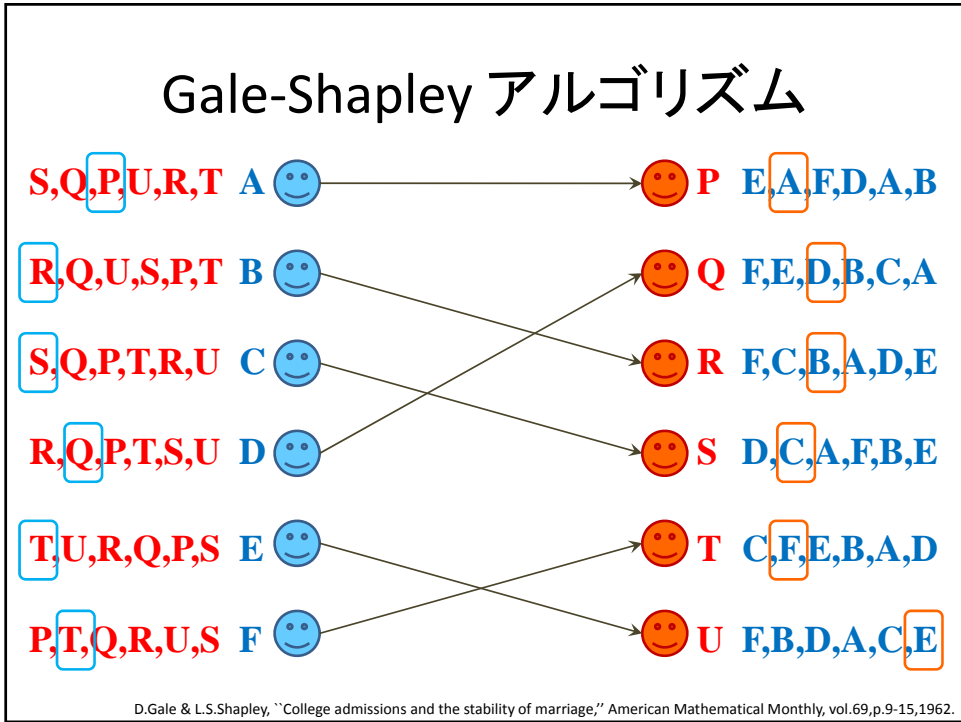 Gale-Shapley アルゴリズム
S,Q,P,U,R,T A P E,A,F,D,A,B
R,Q,U,S,P,T B Q F,E,D,B,C,A
S,Q,P,T,R,U C R F,C,B,A,D,E
R,Q,P,T,S,U D S D,C,A,F,B,E
T,U,R,Q,P,S E T C,F,E,B,A,D
P,T,Q,R,U,S F U F,B,D,A,C,E
D.Gale & L.S.Shapley, ``College admissions and the stability of marriage,'' American Mathematical Monthly, vol.69,p.9-15,1962.